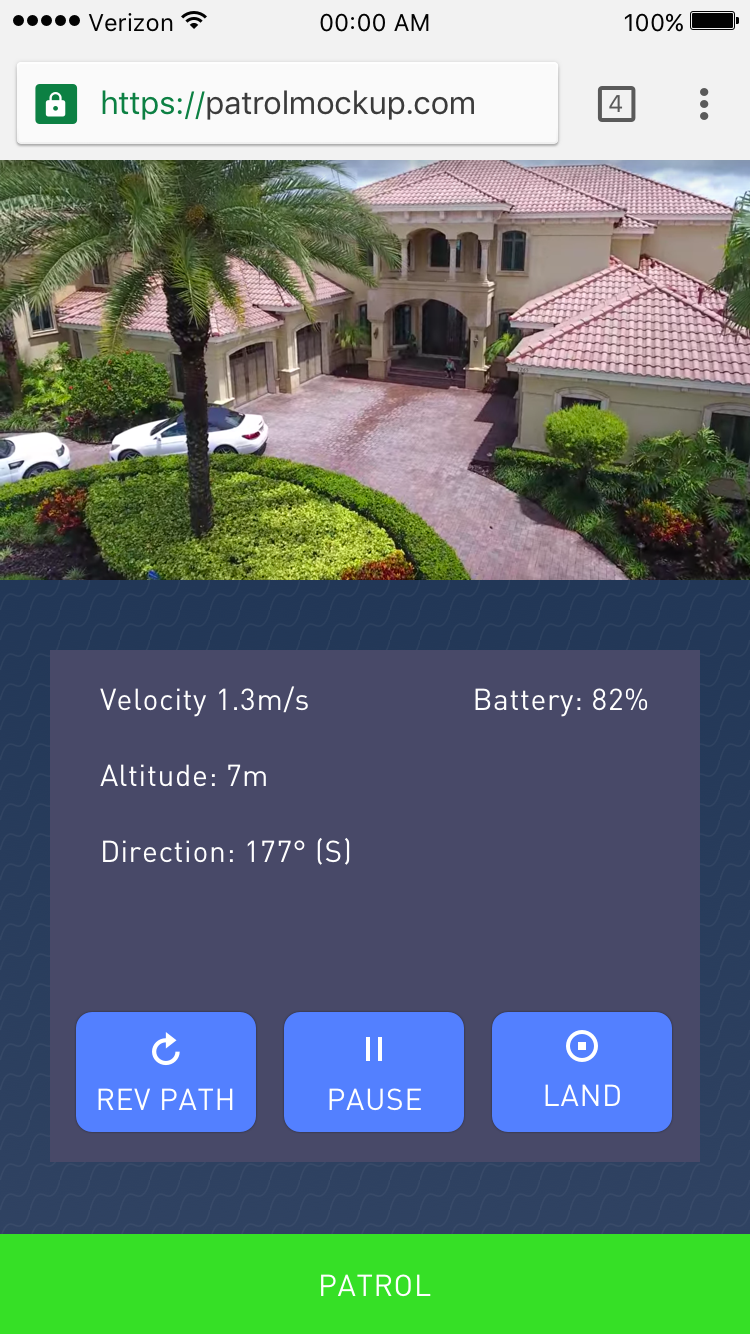 Verizon 00:00 AM 100%
https://patrolmockup.com 4
Velocity 1.3m/s Battery: 82%
Altitude: 7m
Direction: 177° (S)
REV PATH PAUSE LAND
PATROL